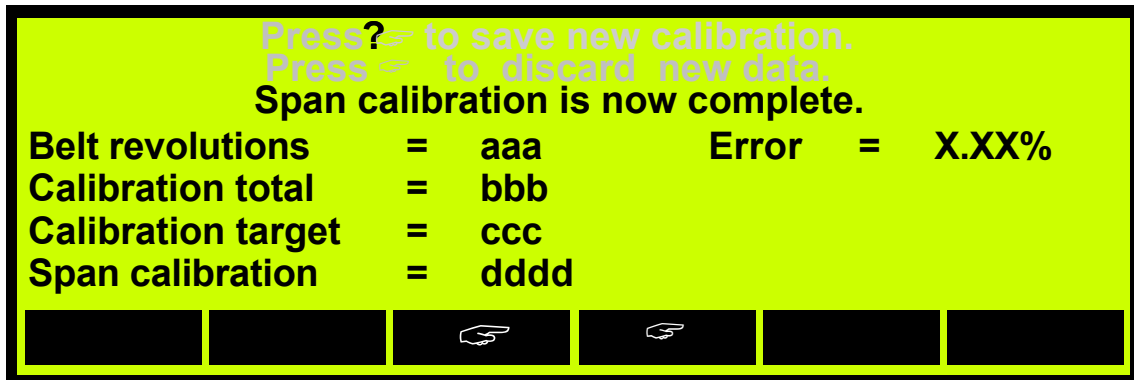 Press?☞ to save new calibration.
Press ☞ to discard new data.
Span calibration is now complete.
Belt revolutions = aaa Error = X.XX%
Calibration total = bbb
Calibration target = ccc
Span calibration = dddd
☞ ☞